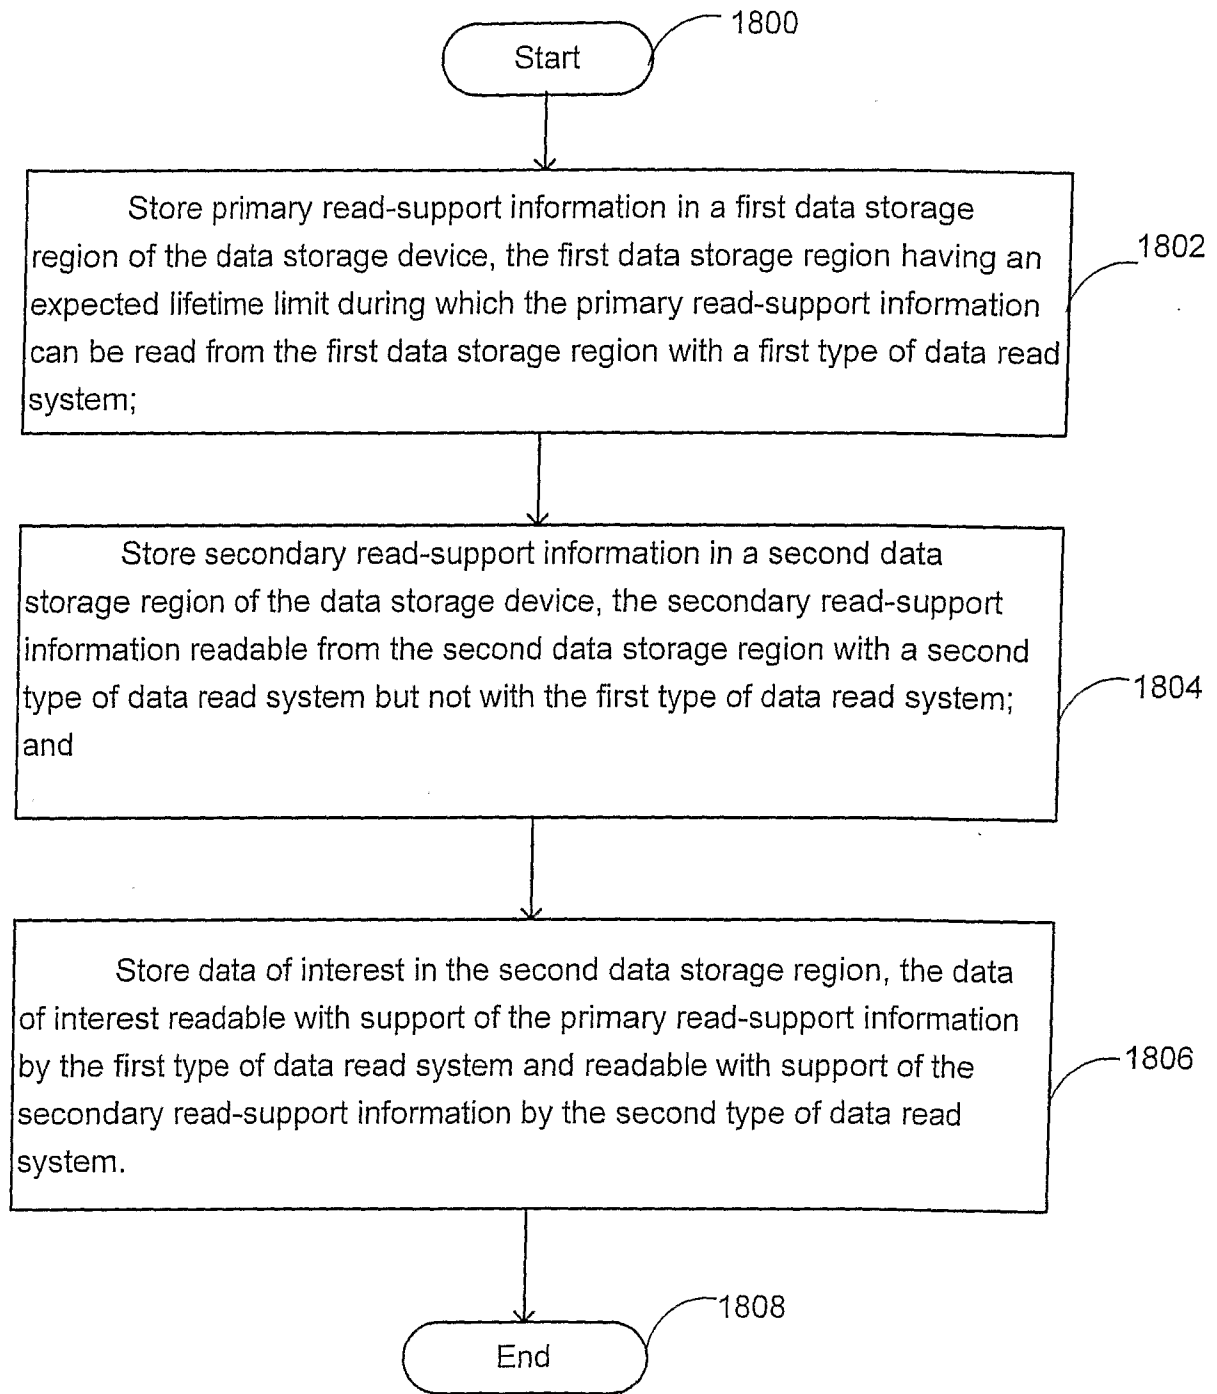 1800
Start
Store primary read-support information in a first data storage
region of the data storage device, the first data storage region having an
expected lifetime limit during which the primary read-support information
can be read from the first data storage region with a first type of data read
system;
1802
Store secondary read-support information in a second data
storage region of the data storage device, the secondary read-support
information readable from the second data storage region with a second
type of data read system but not with the first type of data read system;
and
1804
Store data of interest in the second data storage region, the data
of interest readable with support of the primary read-support information
by the first type of data read system and readable with support of the
secondary read-support information by the second type of data read
system.
1806
1808
End